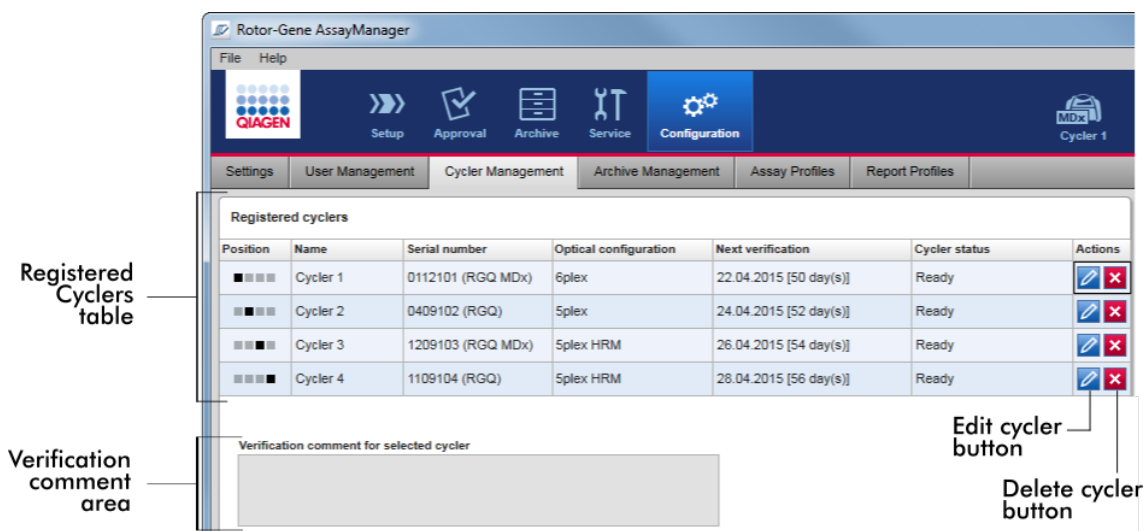 Rotor-Gene AssayManager
File Help
QIAGEN
Setup Approval Archive Service Configuration
MDx
Cycler 1
Settings User Management Cycler Management Archive Management Assay Profiles Report Profiles
Registered cyclers
Position Name Serial number Optical configuration Next verification Cycler status Actions
Cycler 1 0112101 (RGQ MDx) 6plex 22.04.2015 [50 day(s)] Ready
Cycler 2 0409102 (RGQ) 5plex 24.04.2015 [52 day(s)] Ready
Cycler 3 1209103 (RGQ MDx) 5plex HRM 26.04.2015 [54 day(s)] Ready
Cycler 4 1109104 (RGQ) 5plex HRM 28.04.2015 [56 day(s)] Ready
Registered
Cyclers
table
Verification comment for selected cycler
Verification
comment
area
Edit cycler
button
Delete cycler
button